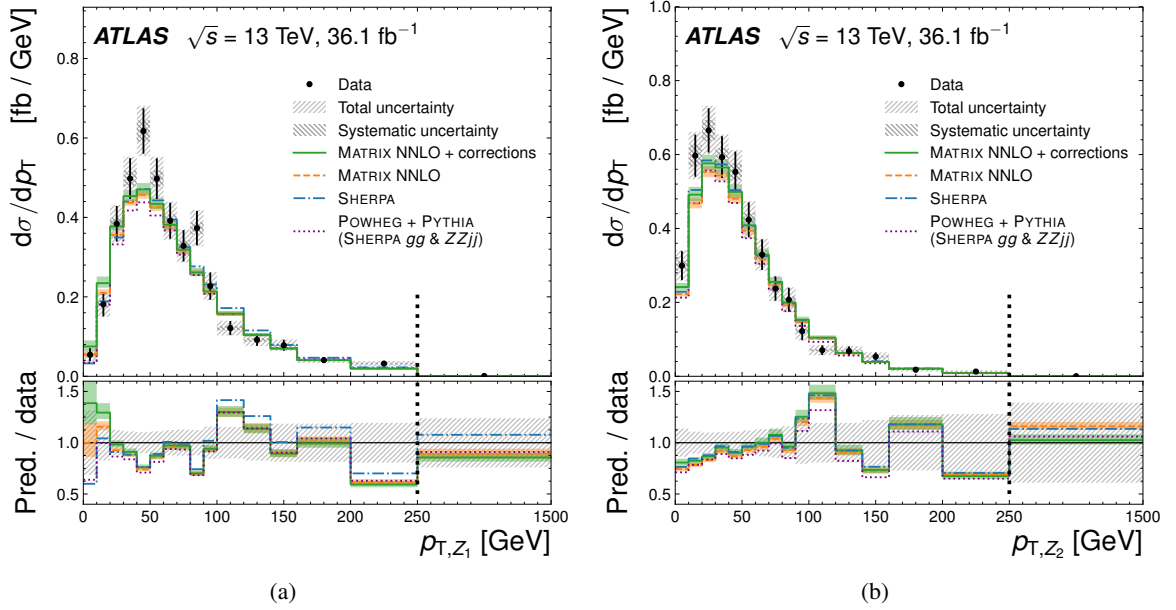 ATLAS √s = 13 TeV, 36.1 fb⁻¹
dσ/dp_T [fb / GeV]
0.8
0.6
0.4
0.2
0.0
Data
Total uncertainty
Systematic uncertainty
MATRIX NNLO + corrections
MATRIX NNLO
SHERPA
POWHEG + PYTHIA
(SHERPA gg & ZZjj)
Pred. / data
1.5
1.0
0.5
0 50 100 150 200 250 1500
p_T,Z₁ [GeV]
(a)
ATLAS √s = 13 TeV, 36.1 fb⁻¹
dσ/dp_T [fb / GeV]
1.0
0.8
0.6
0.4
0.2
0.0
Data
Total uncertainty
Systematic uncertainty
MATRIX NNLO + corrections
MATRIX NNLO
SHERPA
POWHEG + PYTHIA
(SHERPA gg & ZZjj)
Pred. / data
1.5
1.0
0.5
0 50 100 150 200 250 1500
p_T,Z₂ [GeV]
(b)